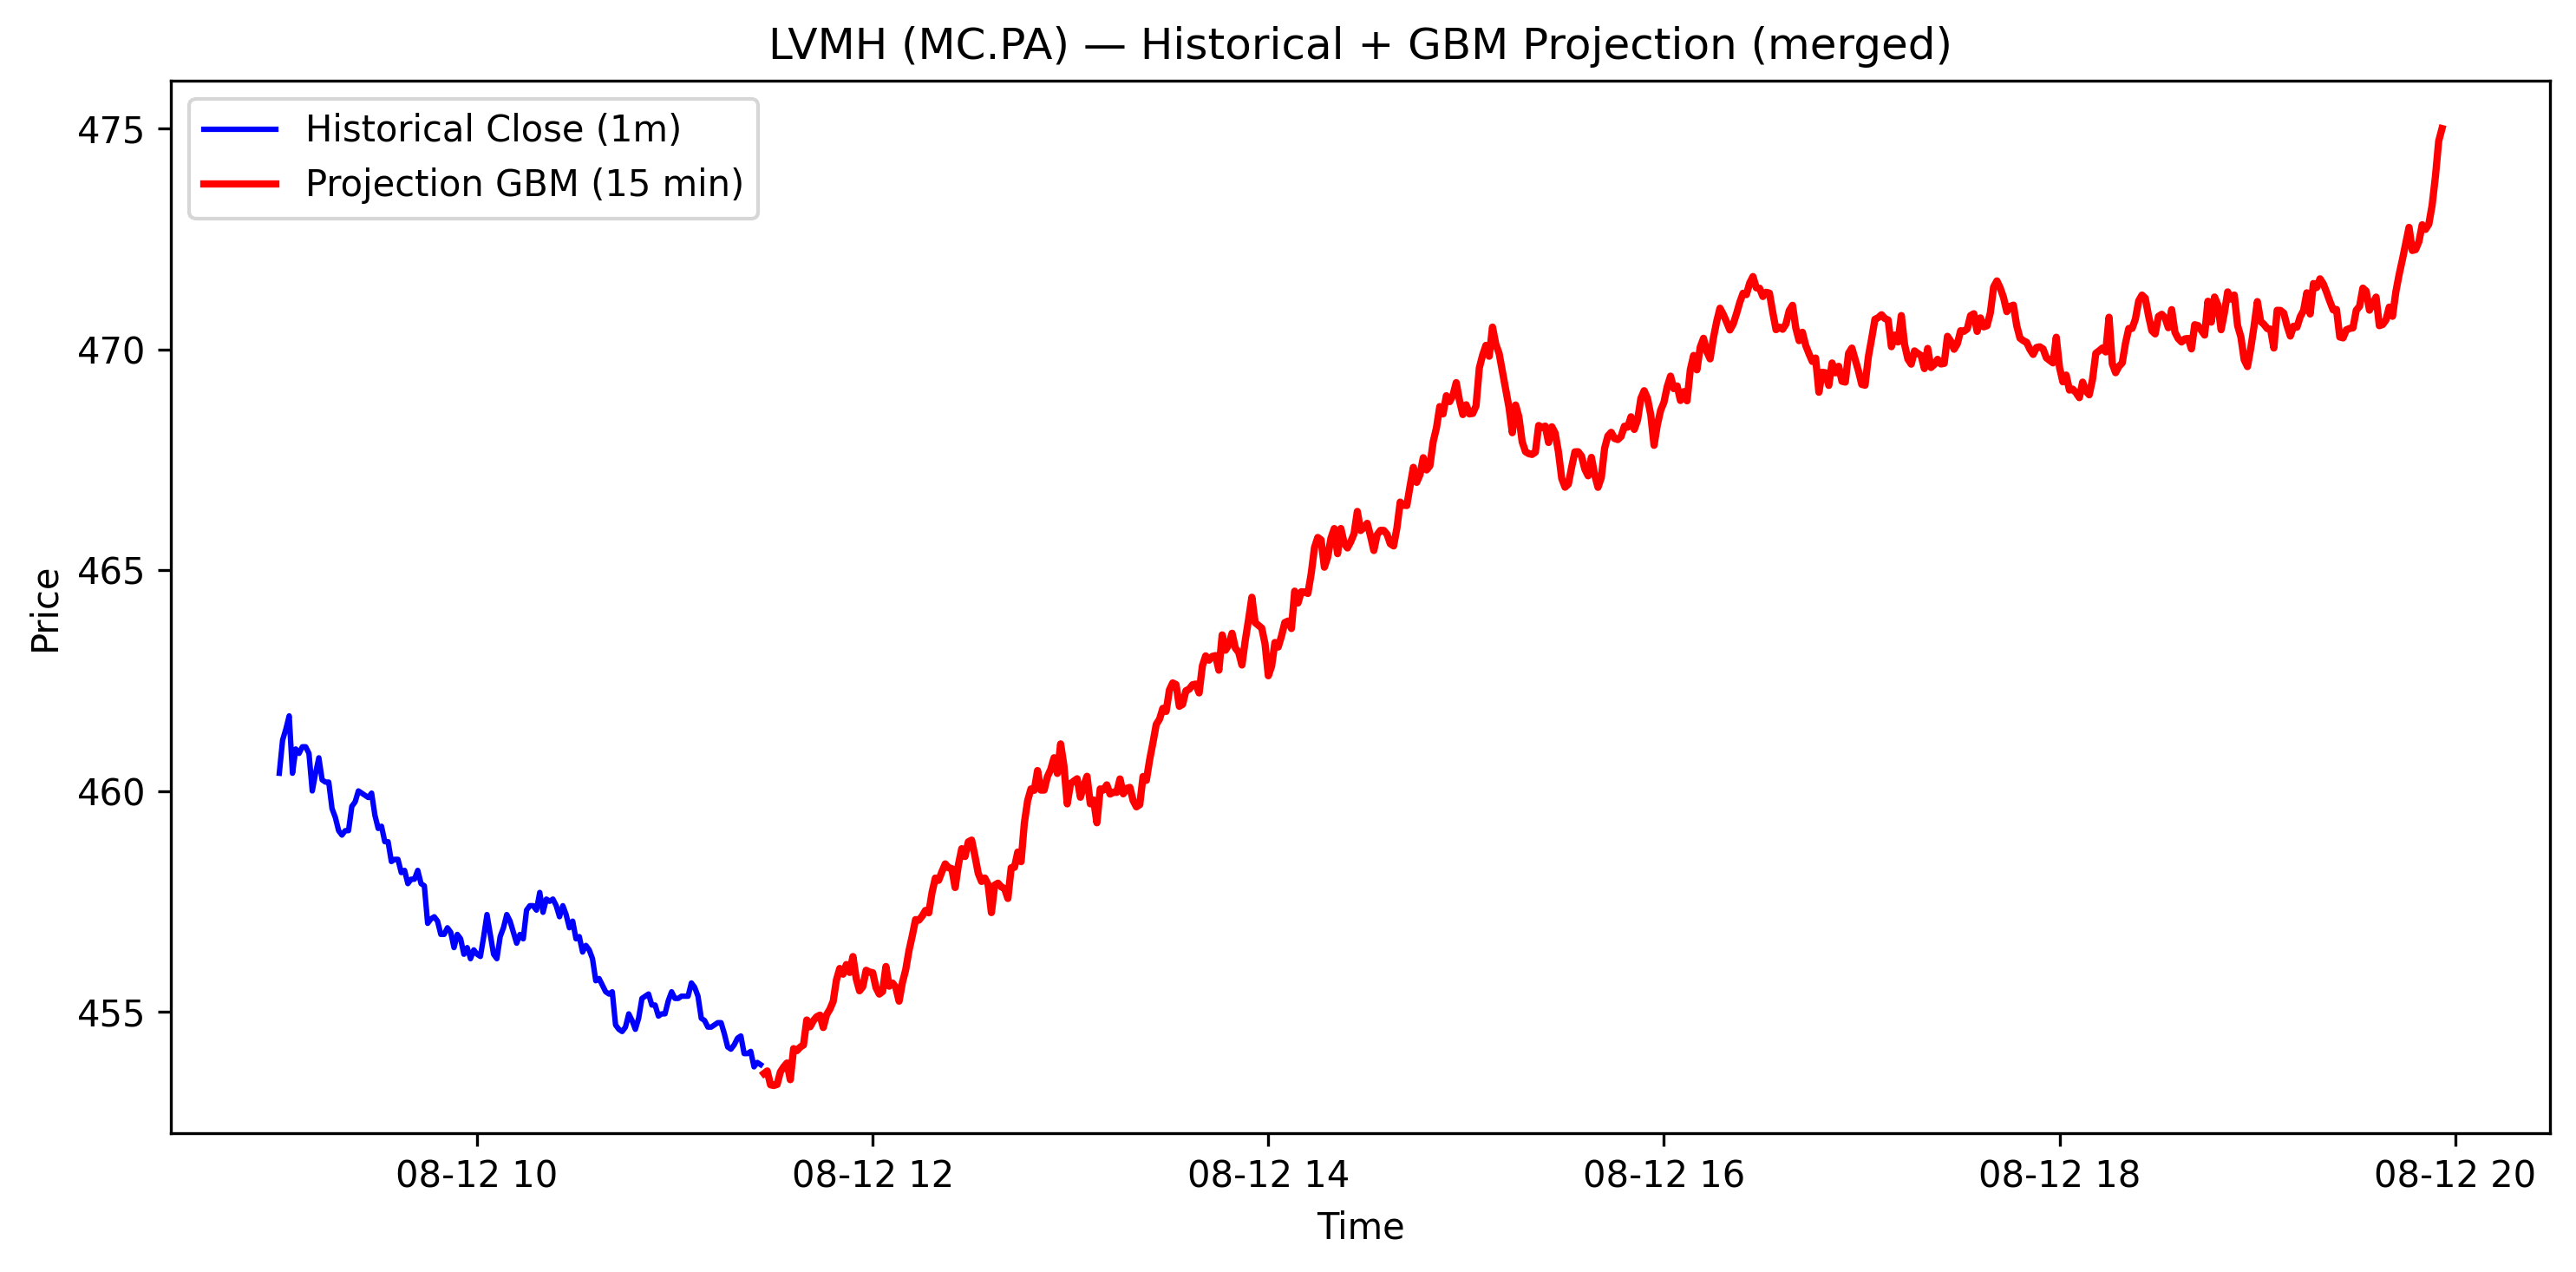 LVMH (MC.PA) — Historical + GBM Projection (merged)
Historical Close (1m)
Projection GBM (15 min)
475
470
465
460
455
Price
08-12 10
08-12 12
08-12 14
08-12 16
08-12 18
08-12 20
Time